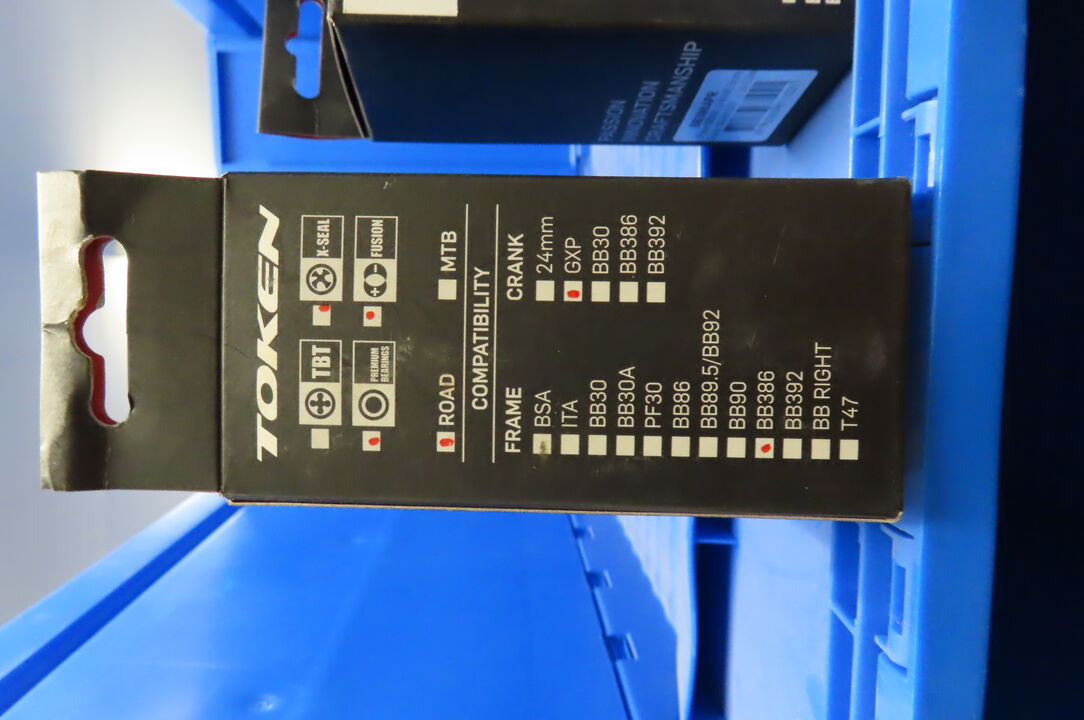 TOKEN
TBT X-SEAL
PREMIUM BEARINGS FUSION
ROAD MTB
COMPATIBILITY
FRAME CRANK
BSA 24mm
ITA GXP
BB30 BB30
BB30A BB386
PF30 BB392
BB86
BB89.5/BB92
BB90
BB386
BB392
BB RIGHT
T47
PASSION
INNOVATION
CRAFTSMANSHIP